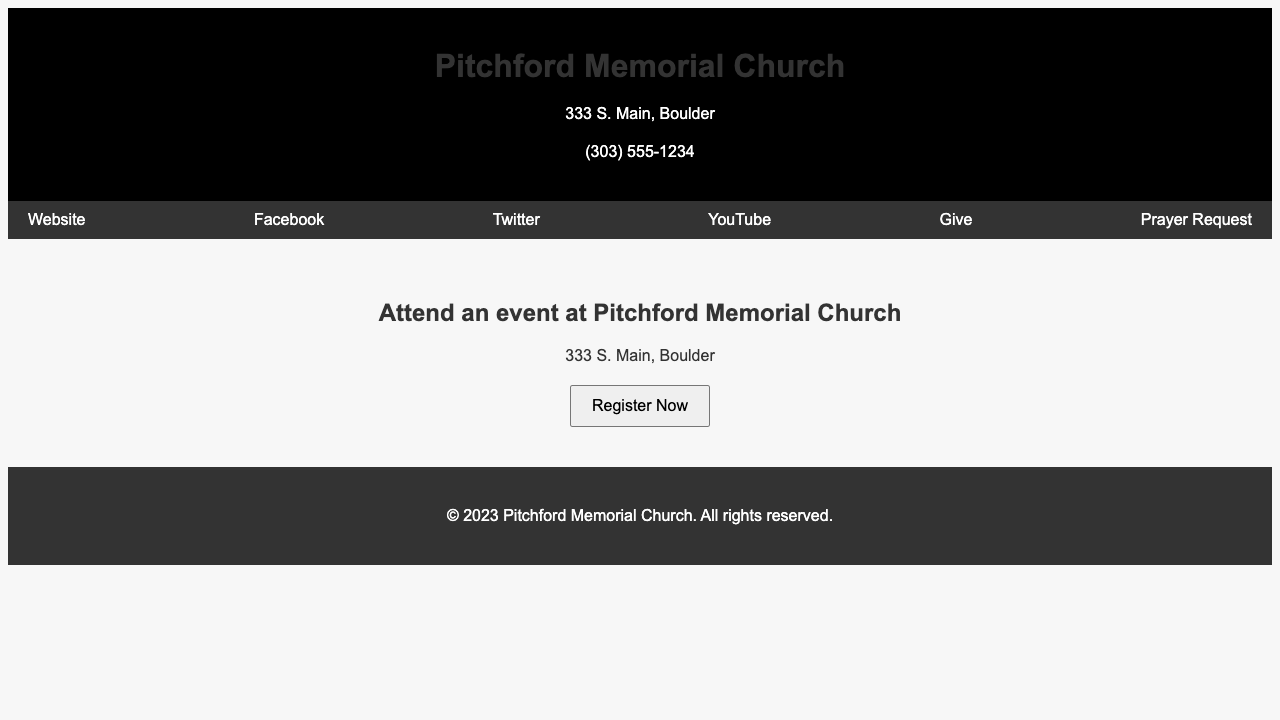 Pitchford Memorial Church
333 S. Main, Boulder
(303) 555-1234
Website Facebook Twitter YouTube Give Prayer Request
Attend an event at Pitchford Memorial Church
333 S. Main, Boulder
Register Now
© 2023 Pitchford Memorial Church. All rights reserved.